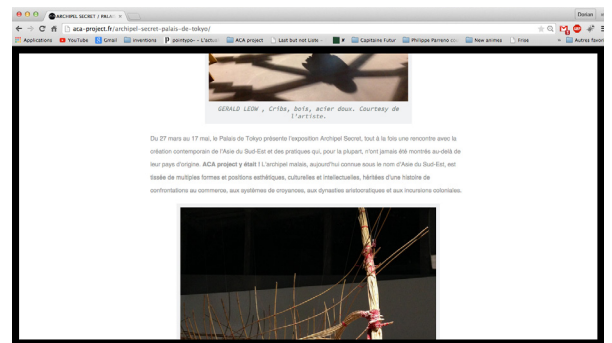 ARCHIPEL SECRET / PALAI
Dorian
aca-project.fr/archipel-secret-palais-de-tokyo/
Applications YouTube Gmail inventions pointypo– - L'actu ACA project Last but not Liste - # Capitaine Futur Philippe Parreno co New animes Frise » Autres favori
GERALD LEOW , Cribs, bois, acier doux. Courtesy de
l'artiste.
Du 27 mars au 17 mai, le Palais de Tokyo présente l'exposition Archipel Secret, tout à la fois une rencontre avec la
création contemporain de l'Asie du Sud-Est et des pratiques qui, pour la plupart, n'ont jamais été montrés au-delà de
leur pays d'origine. ACA project y était ! L'archipel malais, aujourd'hui connue sous le nom d'Asie du Sud-Est, est
tissée de multiples formes et positions esthétiques, culturelles et intellectuelles, héritées d'une histoire de
confrontations au commerce, aux systèmes de croyances, aux dynasties aristocratiques et aux incursions coloniales.